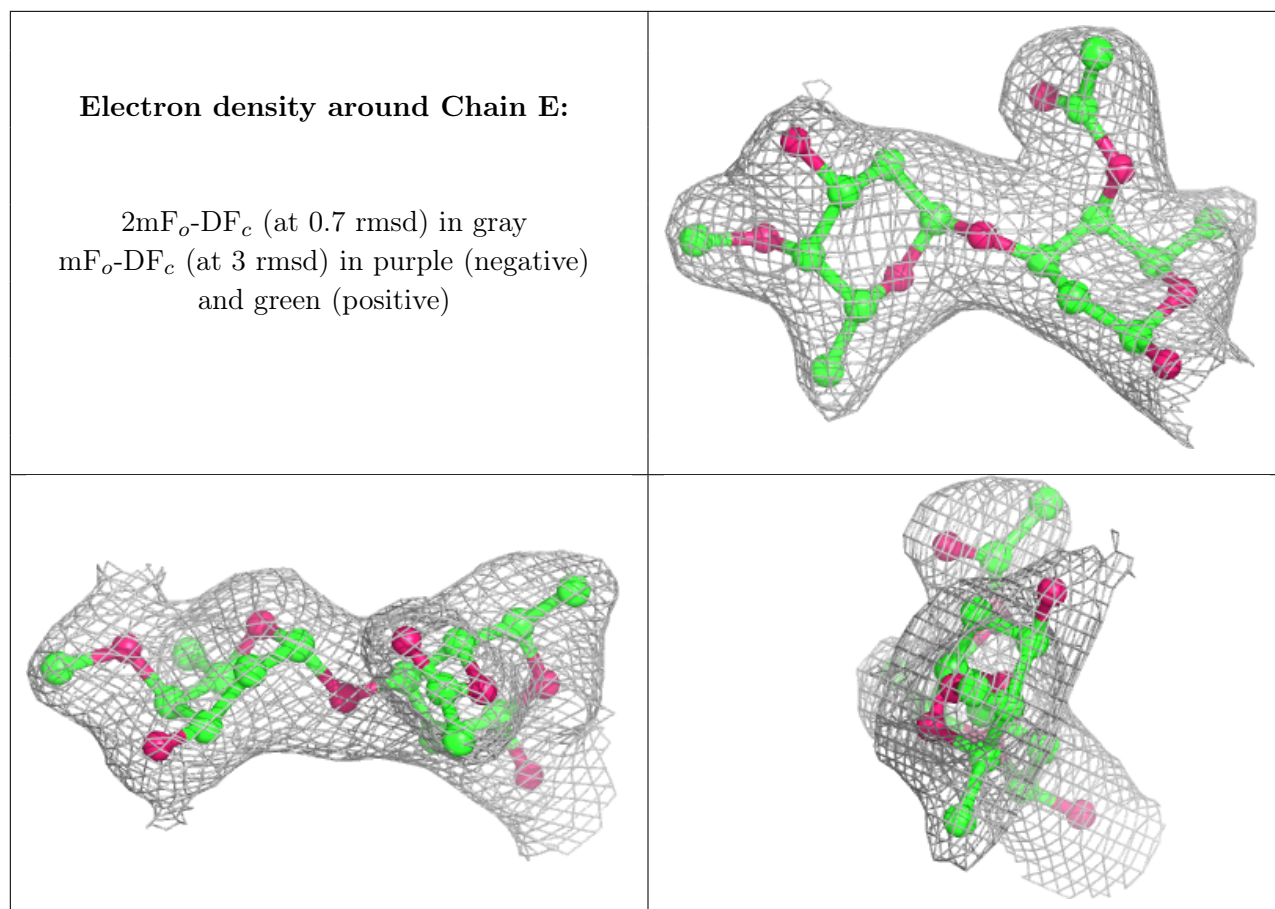 Electron density around Chain E:
2mFₒ-DF𝑐 (at 0.7 rmsd) in gray
mFₒ-DF𝑐 (at 3 rmsd) in purple (negative)
and green (positive)